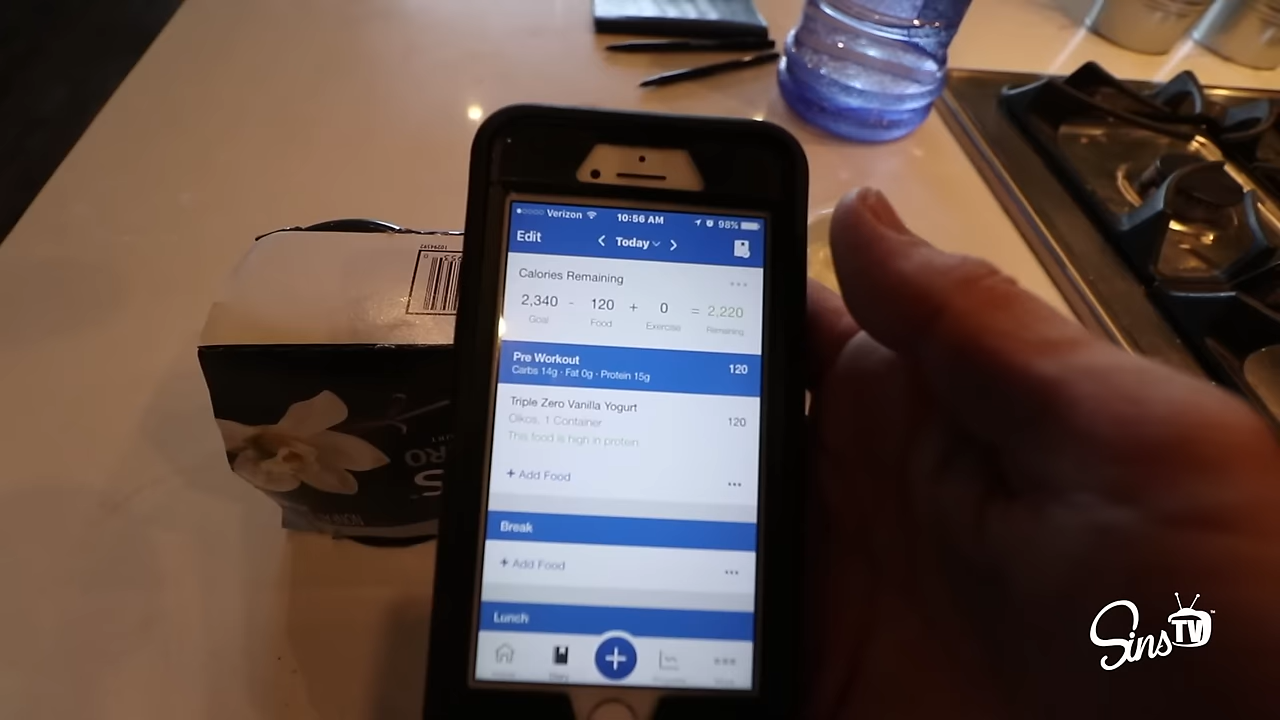 Verizon 10:56 AM 98%
Edit Today
Calories Remaining
2,340 - 120 + 0 = 2,220
Goal Food Exercise Remaining
Pre Workout 120
Carbs 14g · Fat 0g · Protein 15g
Triple Zero Vanilla Yogurt 120
Oikos, 1 Container
This food is high in protein.
+ Add Food
Break
+ Add Food
Lunch
Sins TV